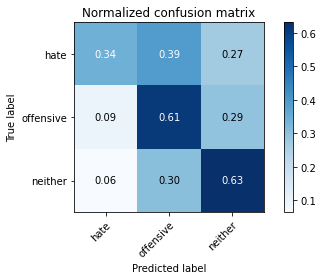 Normalized confusion matrix
True label
hate
offensive
neither
0.34 0.39 0.27
0.09 0.61 0.29
0.06 0.30 0.63
hate
offensive
neither
Predicted label
0.6
0.5
0.4
0.3
0.2
0.1